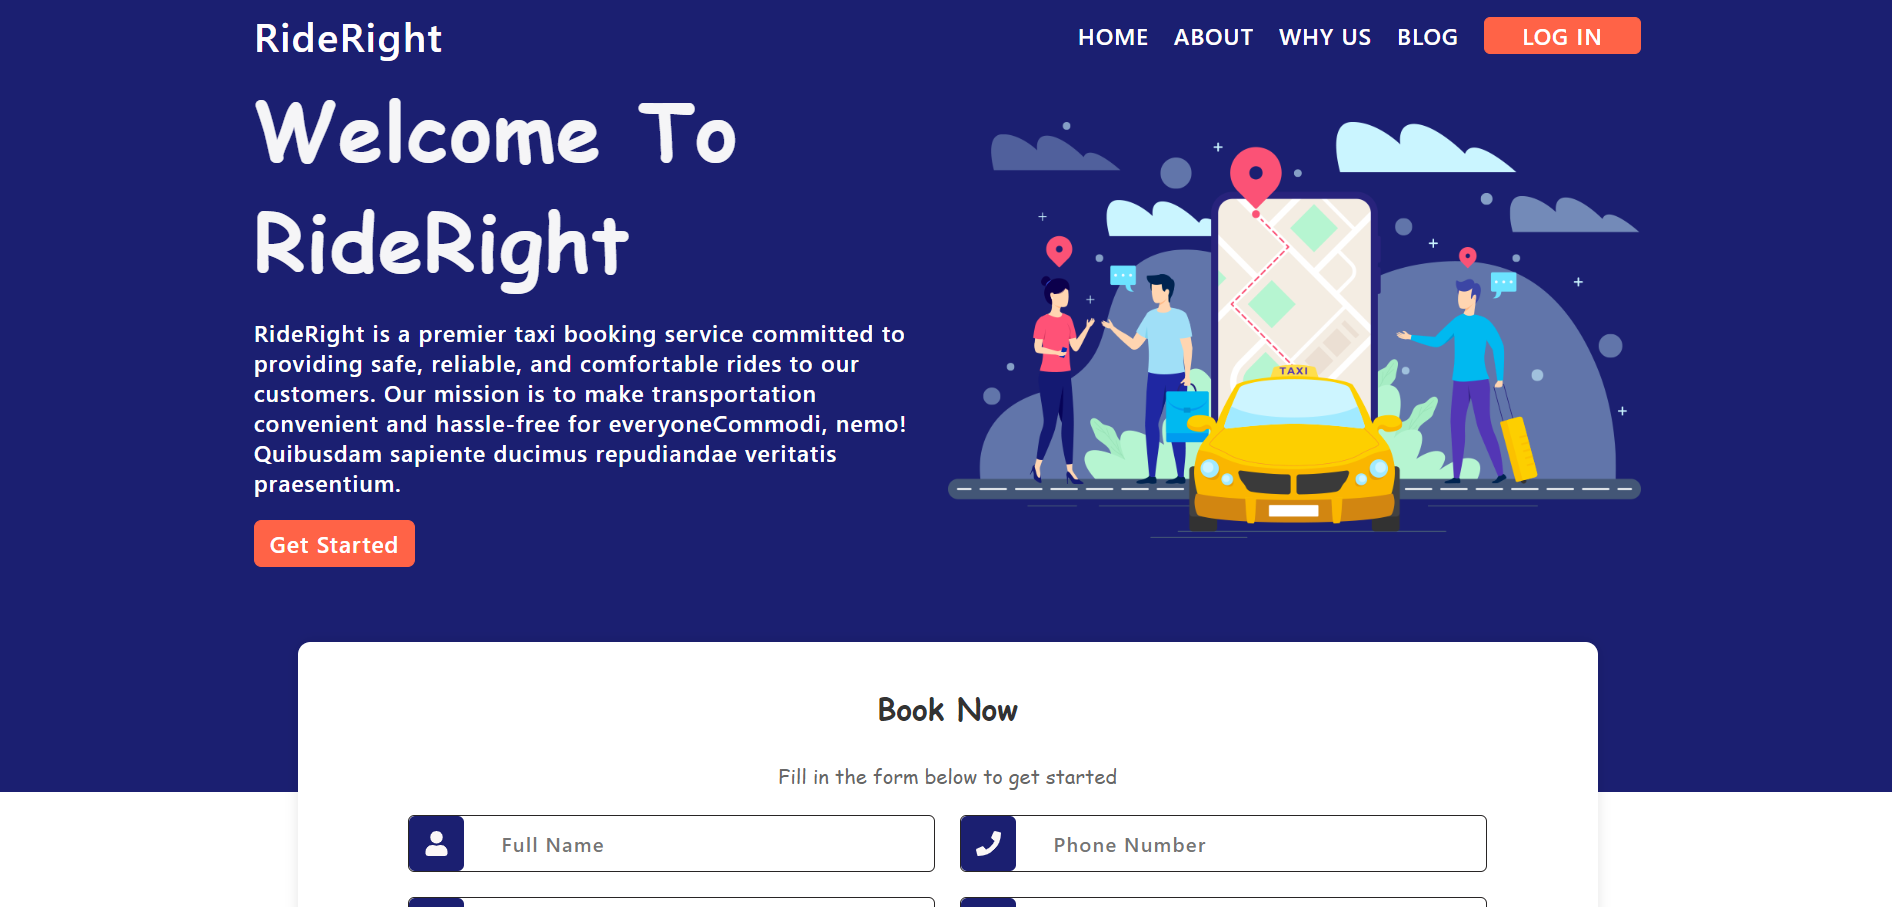 RideRight
HOME ABOUT WHY US BLOG LOG IN
Welcome To
RideRight
RideRight is a premier taxi booking service committed to
providing safe, reliable, and comfortable rides to our
customers. Our mission is to make transportation
convenient and hassle-free for everyoneCommodi, nemo!
Quibusdam sapiente ducimus repudiandae veritatis
praesentium.
Get Started
TAXI
Book Now
Fill in the form below to get started
Full Name
Phone Number